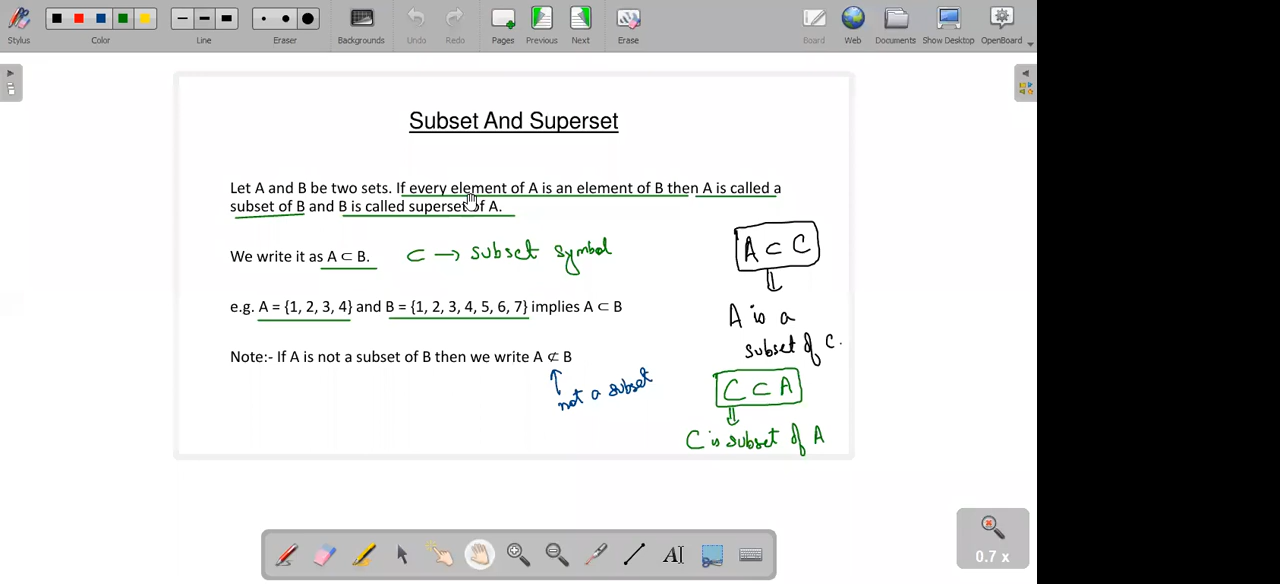 Stylus
Color
Line
Eraser
Backgrounds
Undo
Redo
Pages
Previous
Next
Erase
Board
Web
Documents
Show Desktop
OpenBoard
Subset And Superset
Let A and B be two sets. If every element of A is an element of B then A is called a
subset of B and B is called superset of A.
We write it as A ⊂ B.
⊂ → subset symbol
e.g. A = {1, 2, 3, 4} and B = {1, 2, 3, 4, 5, 6, 7} implies A ⊂ B
Note:- If A is not a subset of B then we write A ⊄ B
not a subset
A ⊂ C
A is a
subset of C.
C ⊂ A
C is subset of A
0.7 x